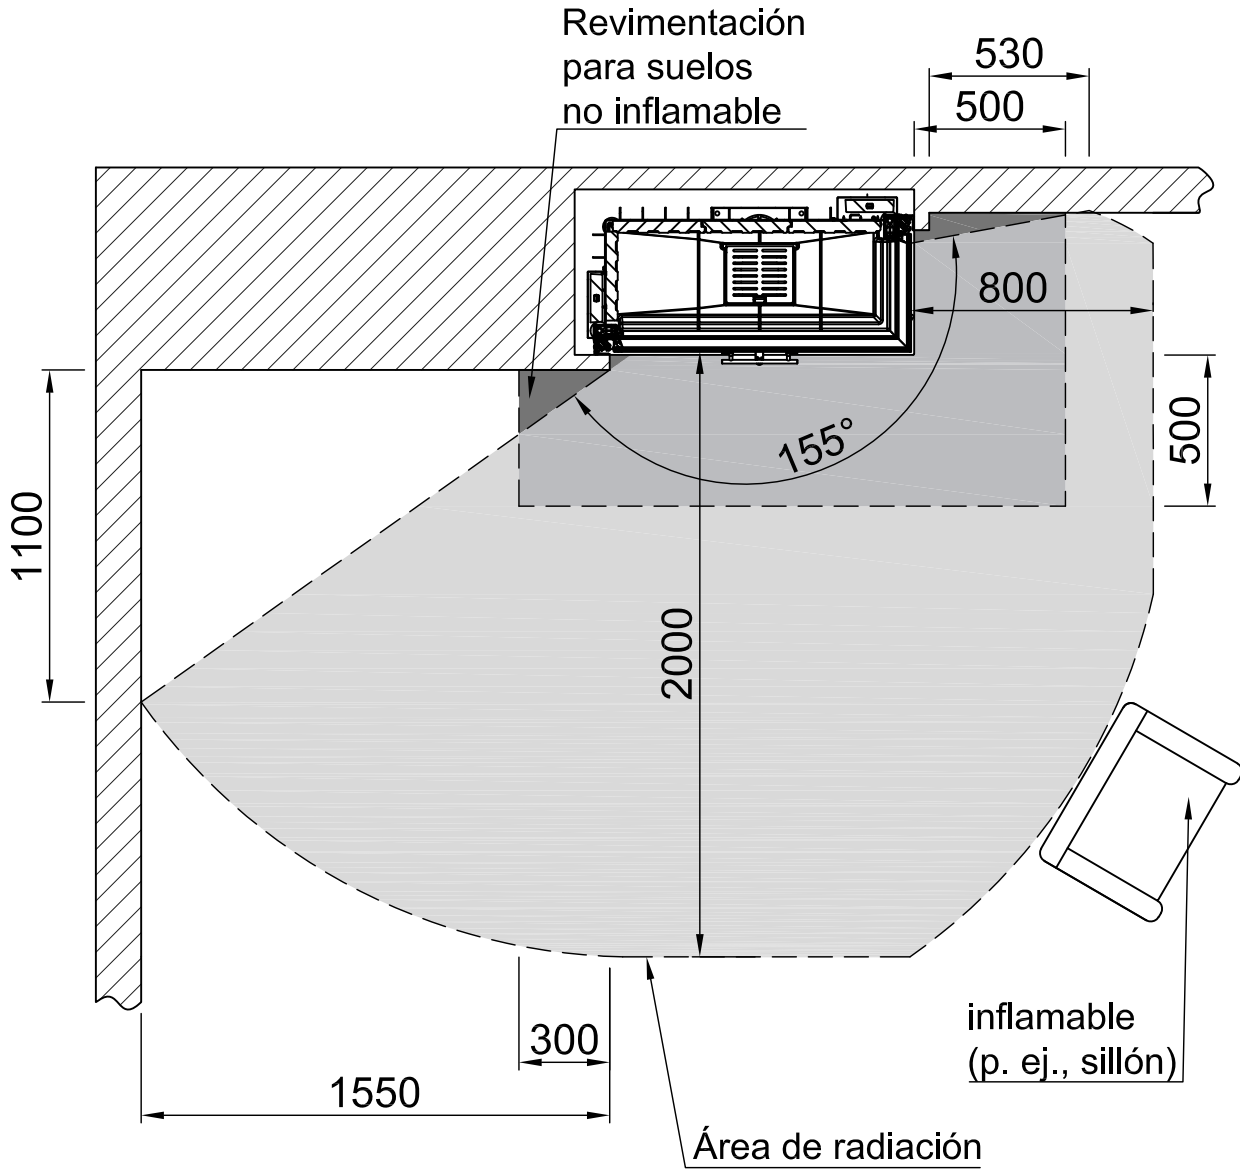 Revimentación
para suelos
no inflamable
530
500
800
500
155°
1100
2000
300
1550
inflamable
(p. ej., sillón)
Área de radiación